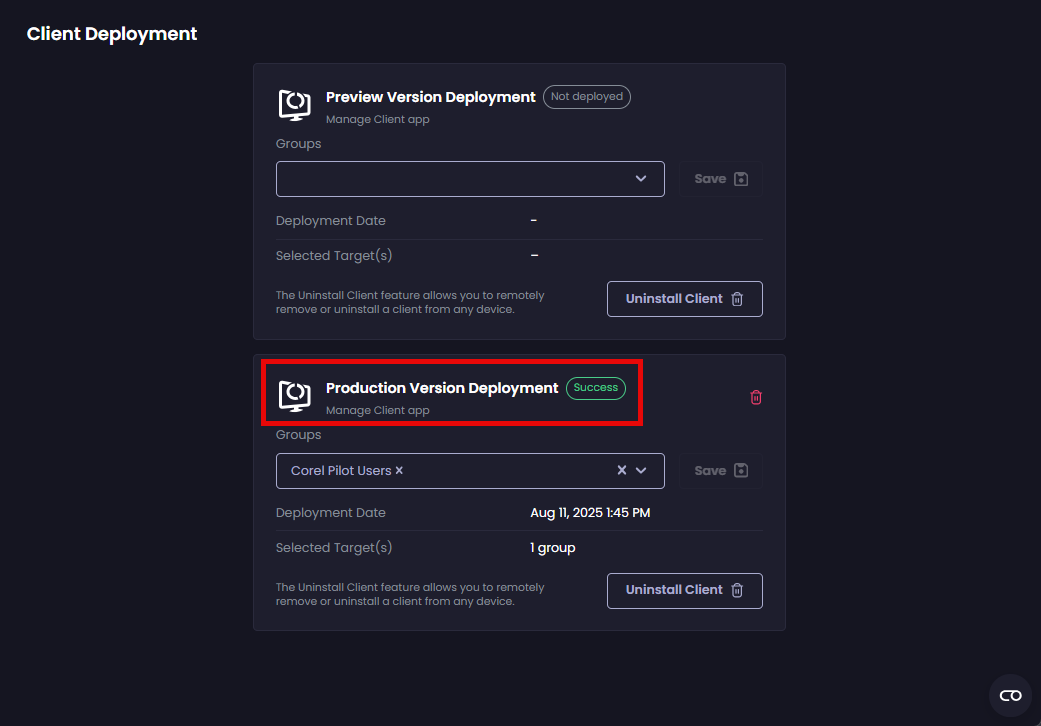 Client Deployment
Preview Version Deployment Not deployed
Manage Client app
Groups
Save
Deployment Date -
Selected Target(s) -
The Uninstall Client feature allows you to remotely
remove or uninstall a client from any device.
Uninstall Client
Production Version Deployment Success
Manage Client app
Groups
Corel Pilot Users ×
Save
Deployment Date Aug 11, 2025 1:45 PM
Selected Target(s) 1 group
The Uninstall Client feature allows you to remotely
remove or uninstall a client from any device.
Uninstall Client